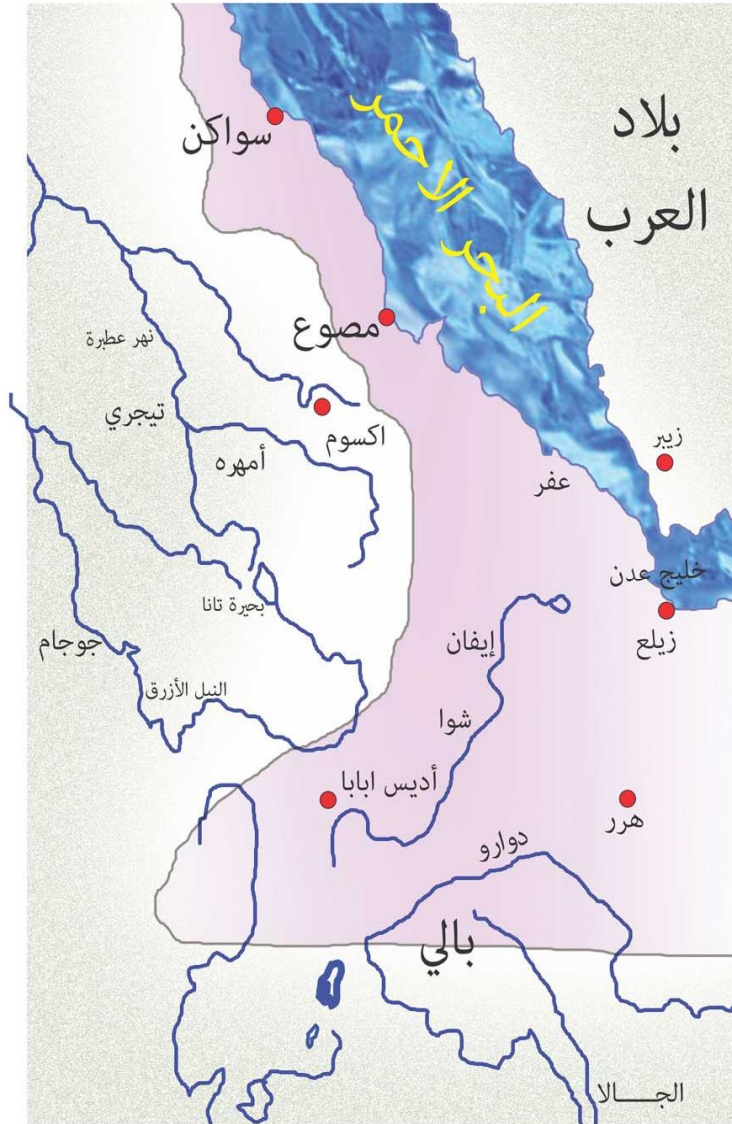 بلاد
العرب
البحر الاحمر
سواكن
مصوع
نهر عطبرة
تيجري
اكسوم
أمهره
زيبر
عفر
خليج عدن
زيلع
بحيرة تانا
جوجام
إيفان
النيل الأزرق
شوا
أديس ابابا
هرر
دوارو
بالي
الجـــالا